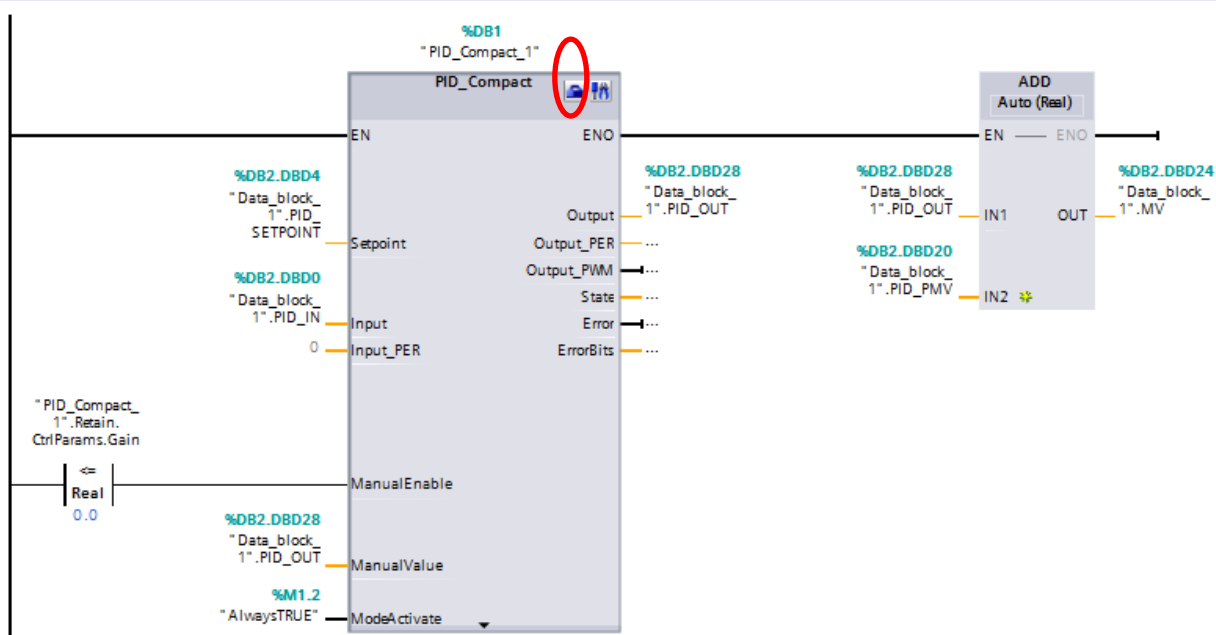 %DB1
"PID_Compact_1"
PID_Compact
EN
ENO
%DB2.DBD4
"Data_block_
1".PID_
SETPOINT
Setpoint
%DB2.DBD0
"Data_block_
1".PID_IN
Input
0
Input_PER
"PID_Compact_
1".Retain.
CtrlParams.Gain
<=
Real
0.0
ManualEnable
%DB2.DBD28
"Data_block_
1".PID_OUT
ManualValue
%M1.2
"AlwaysTRUE"
ModeActivate
%DB2.DBD28
"Data_block_
1".PID_OUT
Output
Output_PER
...
Output_PWM
...
State
...
Error
...
ErrorBits
...
ADD
Auto (Real)
EN
ENO
%DB2.DBD28
"Data_block_
1".PID_OUT
IN1
%DB2.DBD20
"Data_block_
1".PID_PMV
IN2
OUT
%DB2.DBD24
"Data_block_
1".MV